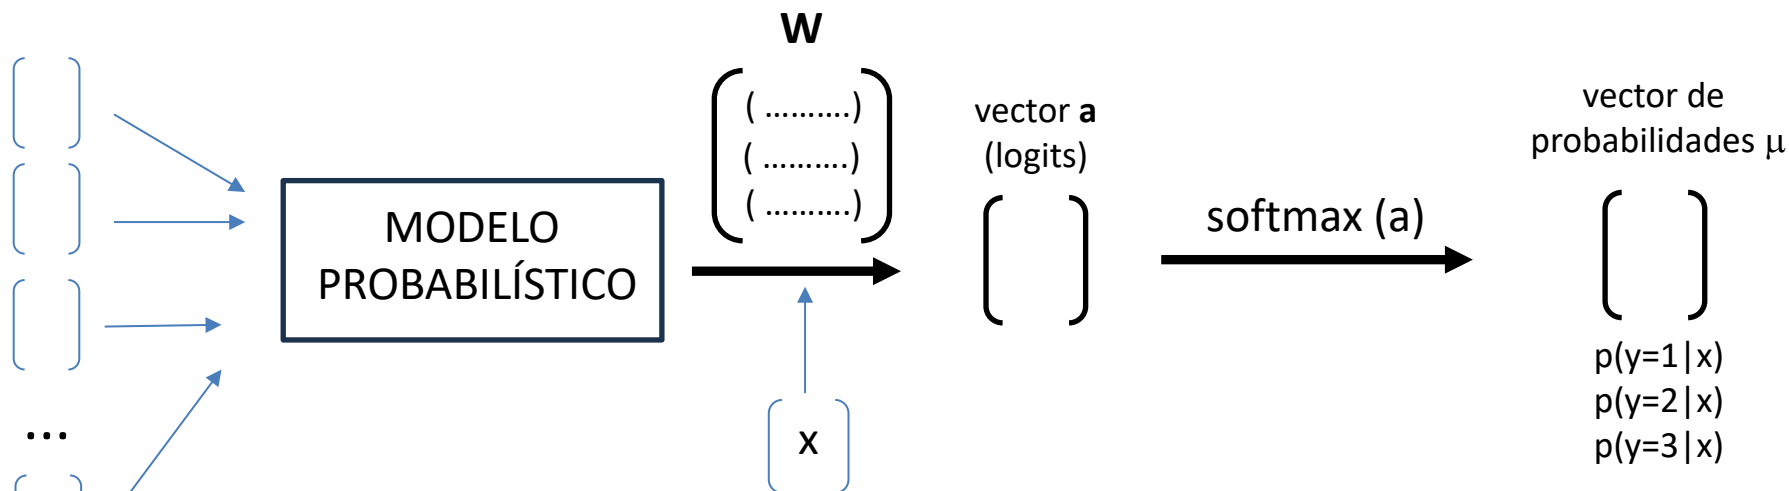 ...
MODELO
PROBABILÍSTICO
W
( ..........)
( ..........)
( ..........)
x
vector a
(logits)
softmax (a)
vector de
probabilidades μ
p(y=1|x)
p(y=2|x)
p(y=3|x)